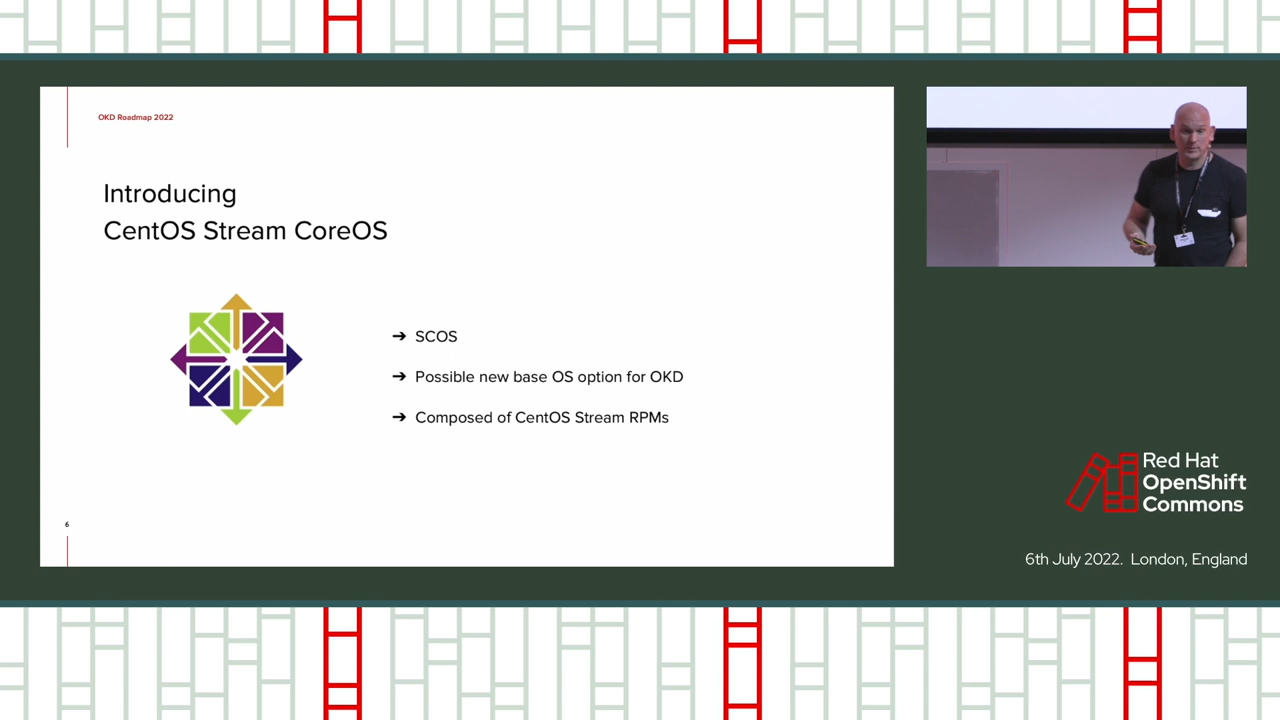 OKD Roadmap 2022
Introducing
CentOS Stream CoreOS
➔ SCOS
➔ Possible new base OS option for OKD
➔ Composed of CentOS Stream RPMs
6
Red Hat
OpenShift
Commons
6th July 2022. London, England